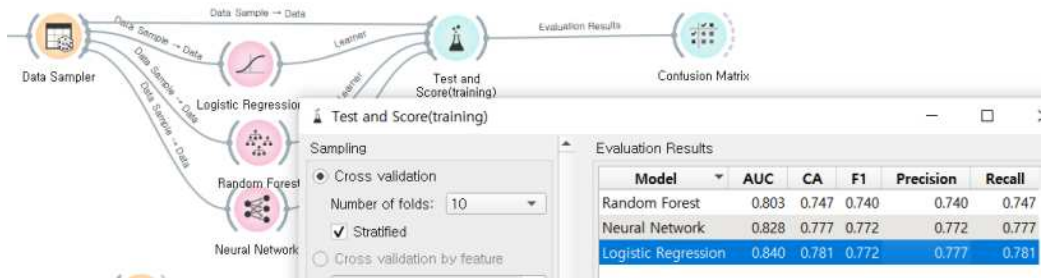 Data Sample → Data
Data Sample → Data
Learner
Evaluation Results
Data Sampler
Data Sample → Data
Test and
Score(training)
Confusion Matrix
Logistic Regression
Learner
Data Sample → Data
Random Forest
Neural Network
Test and Score(training)
Sampling
Cross validation
Number of folds: 10
Stratified
Cross validation by feature
Evaluation Results
Model AUC CA F1 Precision Recall
Random Forest 0.803 0.747 0.740 0.740 0.747
Neural Network 0.828 0.777 0.772 0.772 0.777
Logistic Regression 0.840 0.781 0.772 0.777 0.781